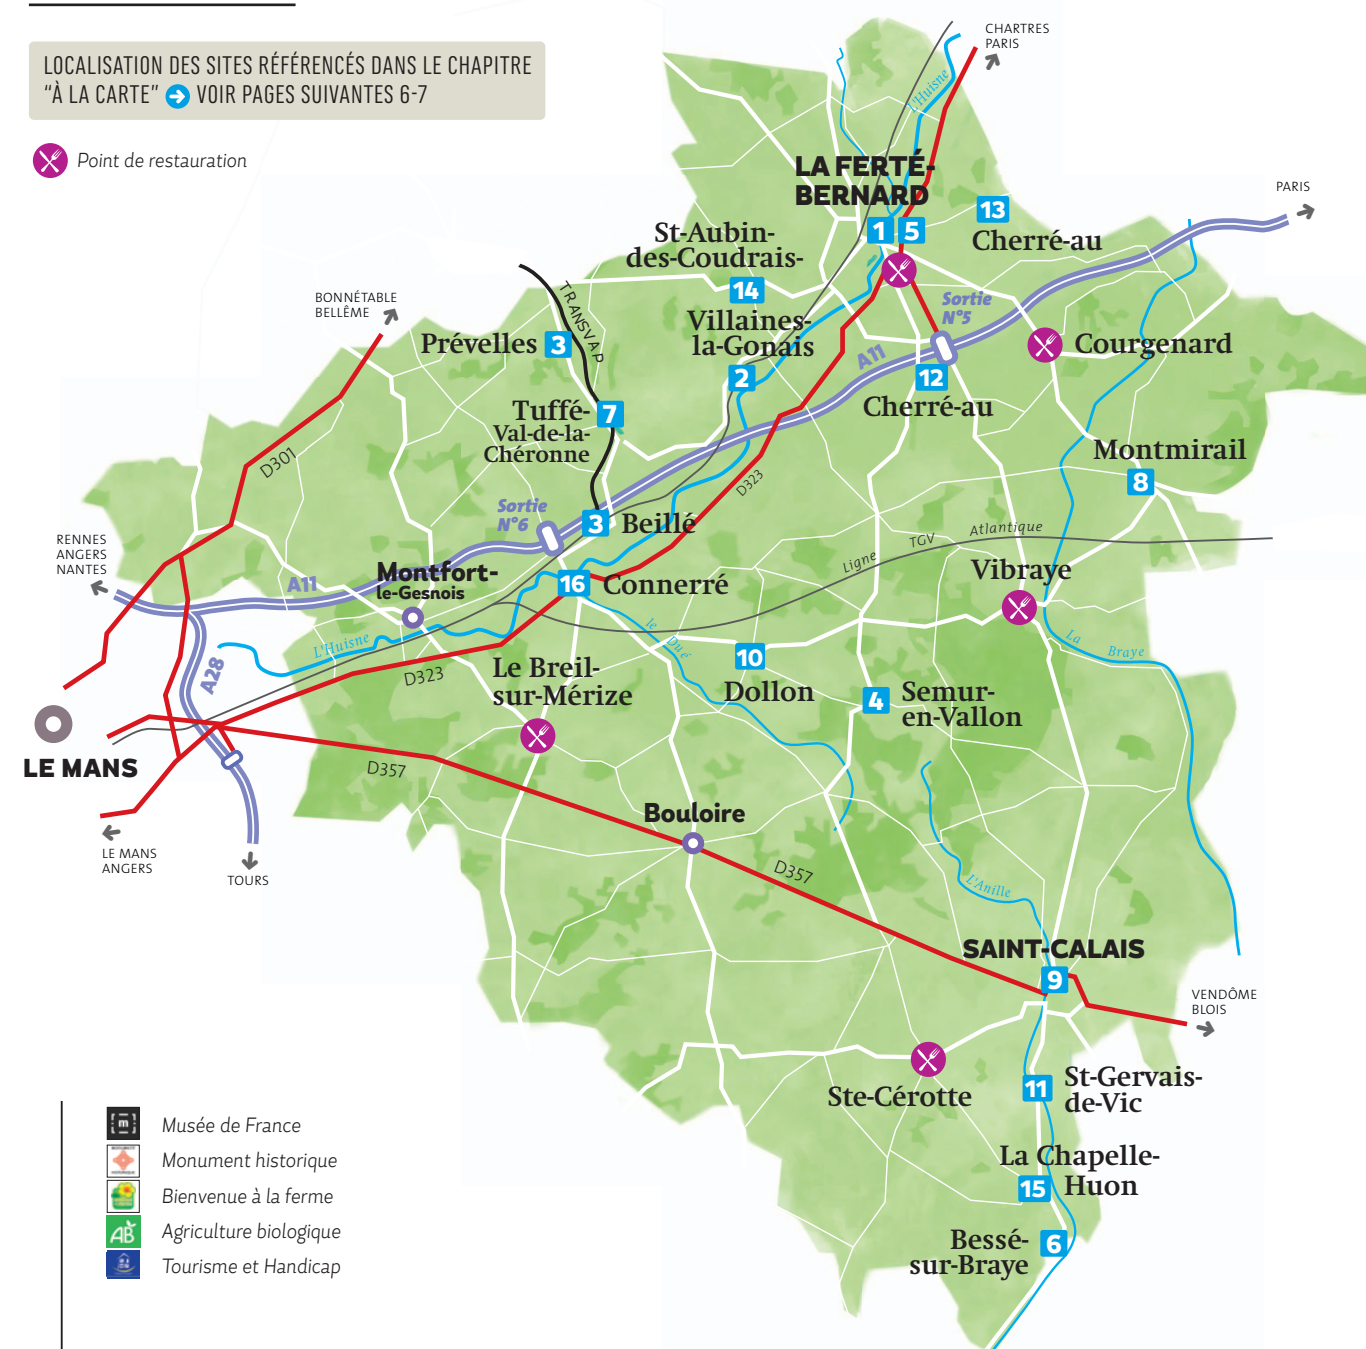 LOCALISATION DES SITES RÉFÉRENCÉS DANS LE CHAPITRE
“À LA CARTE” VOIR PAGES SUIVANTES 6-7
Point de restauration
CHARTRES
PARIS
L'Huisne
LA FERTÉ-
BERNARD
1 5
13
Cherré-au
PARIS
St-Aubin-
des-Coudrais-
14
Villaines-
la-Gonais
2
Sortie
N°5
A11
12
Cherré-au
Courgenard
BONNÉTABLE
BELLÊME
TRANSVAP
Prévelles 3
Tuffé-
Val-de-la-
Chéronne
7
D301
D323
Montmirail
8
Sortie
N°6
3 Beillé
RENNES
ANGERS
NANTES
A11
Montfort-
le-Gesnois
16 Connerré
Ligne TGV Atlantique
Vibraye
L'Huisne
le Dué
La Braye
A28
D323
Le Breil-
sur-Mérize
10
Dollon
4
Semur-
en-Vallon
LE MANS
D357
Bouloire
D357
LE MANS
ANGERS
TOURS
L'Anille
SAINT-CALAIS
9
VENDÔME
BLOIS
Ste-Cérotte
11
St-Gervais-
de-Vic
La Chapelle-
15 Huon
Bessé-
sur-Braye
6
m
Musée de France
Monument historique
Bienvenue à la ferme
AB
Agriculture biologique
Tourisme et Handicap